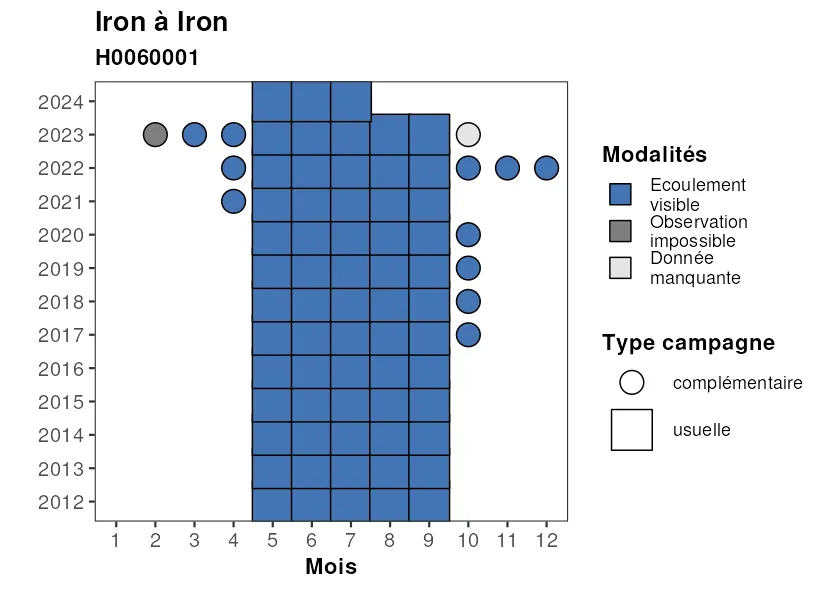 Iron à Iron
H0060001
2024
2023
2022
2021
2020
2019
2018
2017
2016
2015
2014
2013
2012
1 2 3 4 5 6 7 8 9 10 11 12
Mois
Modalités
Ecoulement
visible
Observation
impossible
Donnée
manquante
Type campagne
complémentaire
usuelle